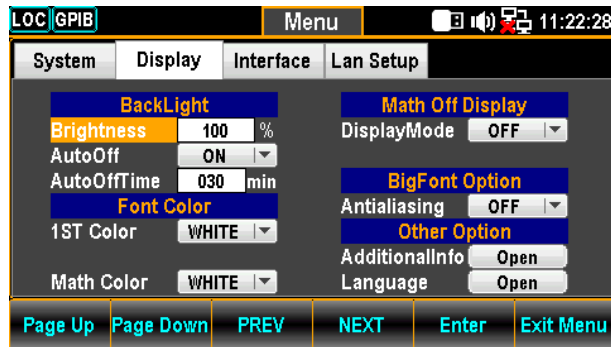 LOC GPIB Menu 11:22:28
System Display Interface Lan Setup
BackLight
Brightness 100 %
AutoOff ON
AutoOffTime 030 min
Font Color
1ST Color WHITE
Math Color WHITE
Math Off Display
DisplayMode OFF
BigFont Option
Antialiasing OFF
Other Option
AdditionalInfo Open
Language Open
Page Up Page Down PREV NEXT Enter Exit Menu